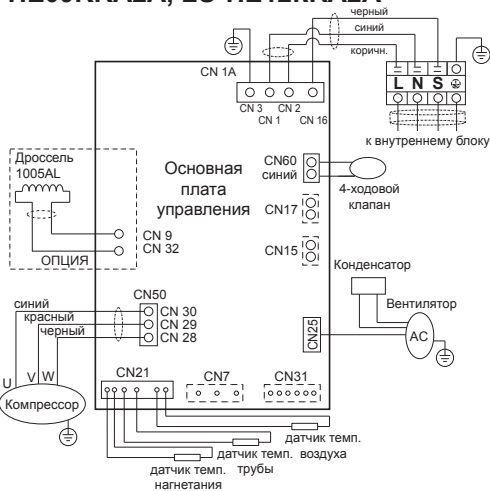 черный
синий
коричн.
CN 1A
CN 3
CN 2
CN 1
CN 16
L N S
к внутреннему блоку
Дроссель
1005AL
ОПЦИЯ
CN 9
CN 32
Основная
плата
управления
CN60
синий
4-ходовой
клапан
CN17
CN15
Конденсатор
Вентилятор
CN25
AC
CN50
синий
красный
черный
CN 30
CN 29
CN 28
U
V
W
Компрессор
CN21
CN7
CN31
датчик темп.
воздуха
датчик темп.
трубы
датчик темп.
нагнетания